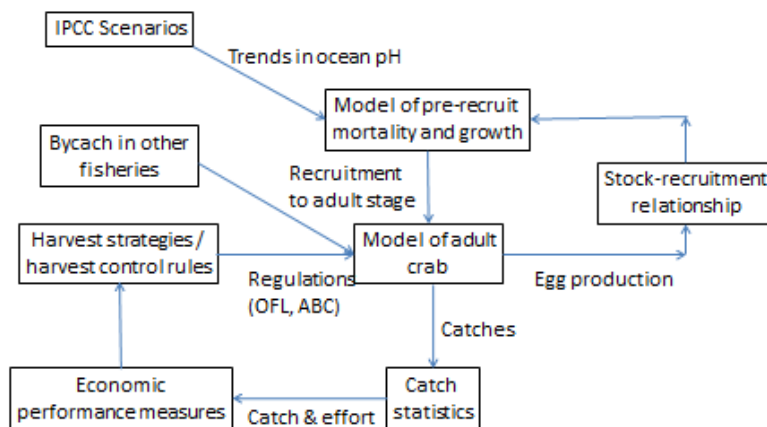 IPCC Scenarios
Trends in ocean pH
Model of pre-recruit
mortality and growth
Bycach in other
fisheries
Recruitment
to adult stage
Stock-recruitment
relationship
Harvest strategies /
harvest control rules
Regulations
(OFL, ABC)
Model of adult
crab
Egg production
Catches
Economic
performance measures
Catch & effort
Catch
statistics